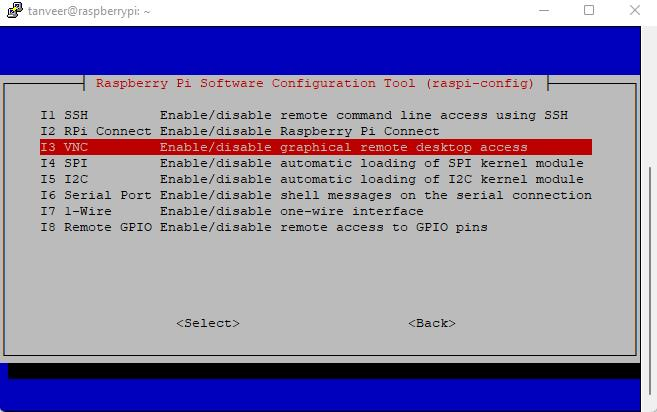 tanveer@raspberrypi: ~
Raspberry Pi Software Configuration Tool (raspi-config)
I1 SSH Enable/disable remote command line access using SSH
I2 RPi Connect Enable/disable Raspberry Pi Connect
I3 VNC Enable/disable graphical remote desktop access
I4 SPI Enable/disable automatic loading of SPI kernel module
I5 I2C Enable/disable automatic loading of I2C kernel module
I6 Serial Port Enable/disable shell messages on the serial connection
I7 1-Wire Enable/disable one-wire interface
I8 Remote GPIO Enable/disable remote access to GPIO pins
<Select> <Back>